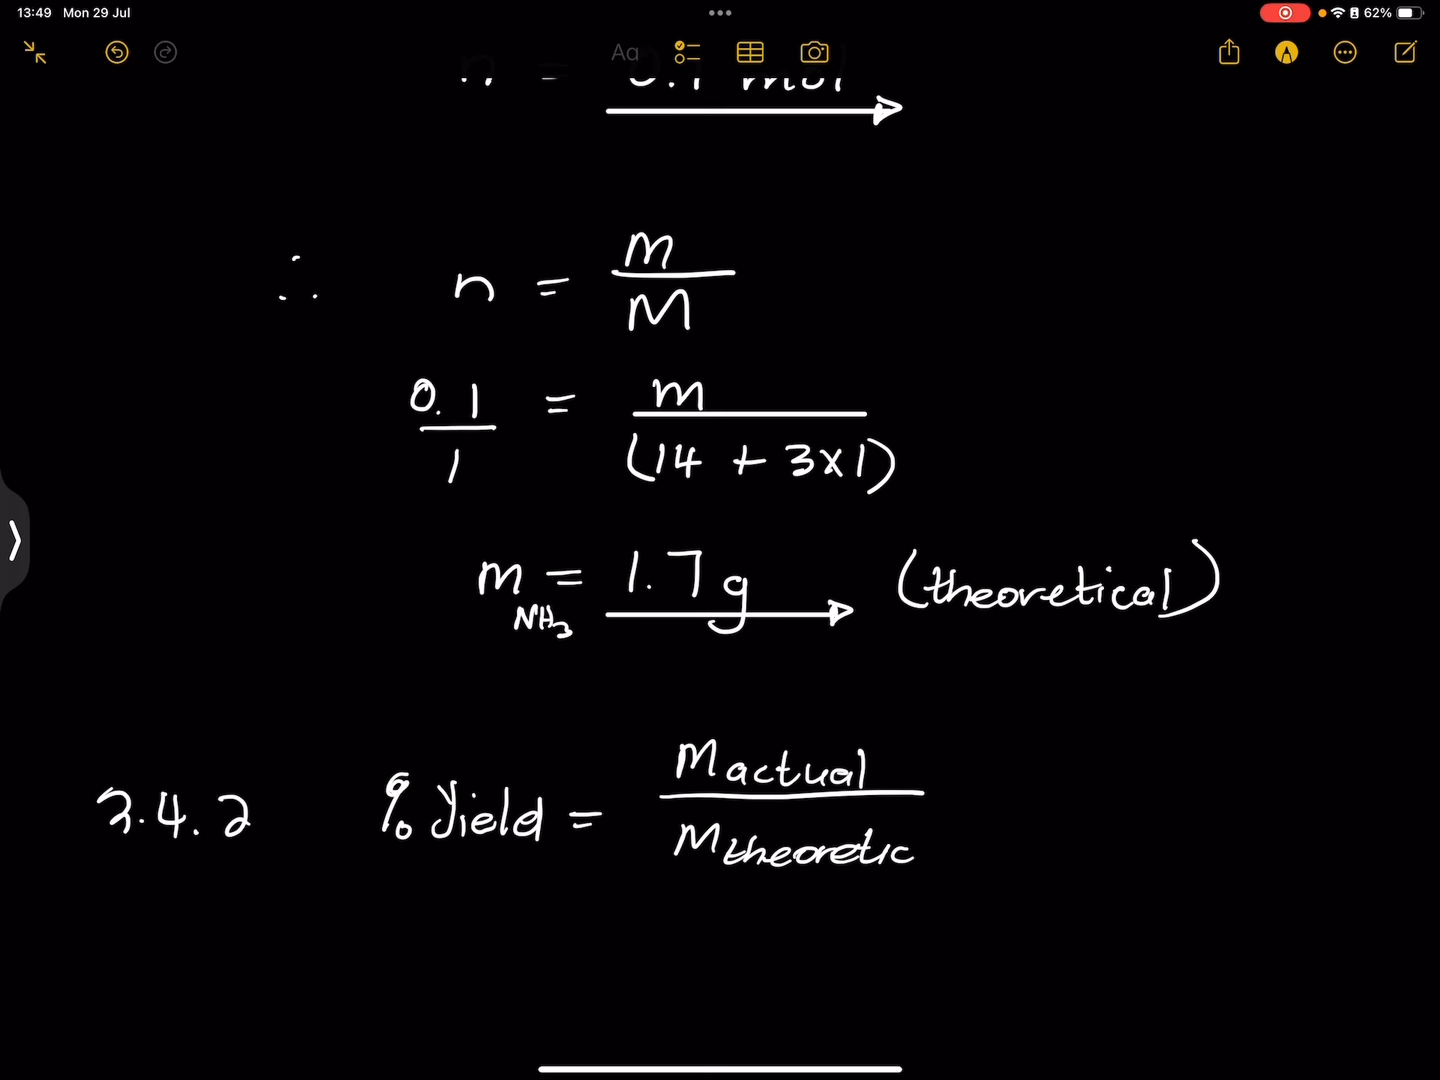 13:49 Mon 29 Jul
62%
Aa
n =
∴ n = m/M
0.1/1 = m/(14 + 3x1)
m NH3 = 1.7g (theoretical)
2.4.2 % Yield = Mactual/Mtheoretic